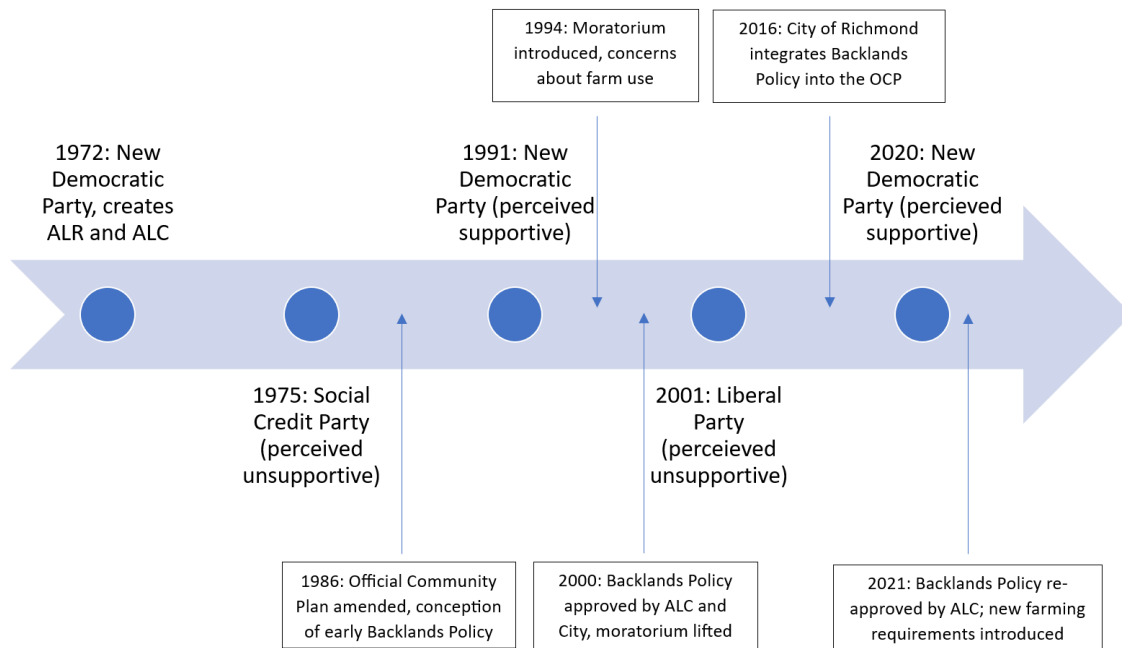 1994: Moratorium
introduced, concerns
about farm use
2016: City of Richmond
integrates Backlands
Policy into the OCP
1972: New
Democratic
Party, creates
ALR and ALC
1991: New
Democratic
Party (perceived
supportive)
2020: New
Democratic
Party (percieved
supportive)
1975: Social
Credit Party
(perceived
unsupportive)
2001: Liberal
Party
(perceieved
unsupportive)
1986: Official Community
Plan amended, conception
of early Backlands Policy
2000: Backlands Policy
approved by ALC and
City, moratorium lifted
2021: Backlands Policy re-
approved by ALC; new farming
requirements introduced